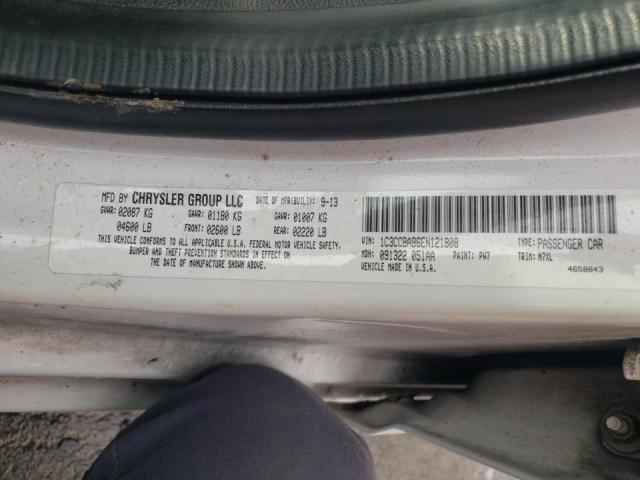 MFD BY CHRYSLER GROUP LLC DATE OF MFR(BUILT): 9-13
GVWR: 02087 KG GAWR: 01180 KG GAWR: 01007 KG
04600 LB FRONT: 02600 LB REAR: 02220 LB
THIS VEHICLE CONFORMS TO ALL APPLICABLE U.S.A. FEDERAL MOTOR VEHICLE SAFETY,
BUMPER AND THEFT PREVENTION STANDARDS IN EFFECT
ON THE DATE OF MANUFACTURE SHOWN ABOVE.
VIN: 1C3CCBAB6EN121808 TYPE: PASSENGER CAR
MDH: 091322 051AA PAINT: PW7 TRIM: N7XL
VEHICLE MADE IN U.S.A. 4658843